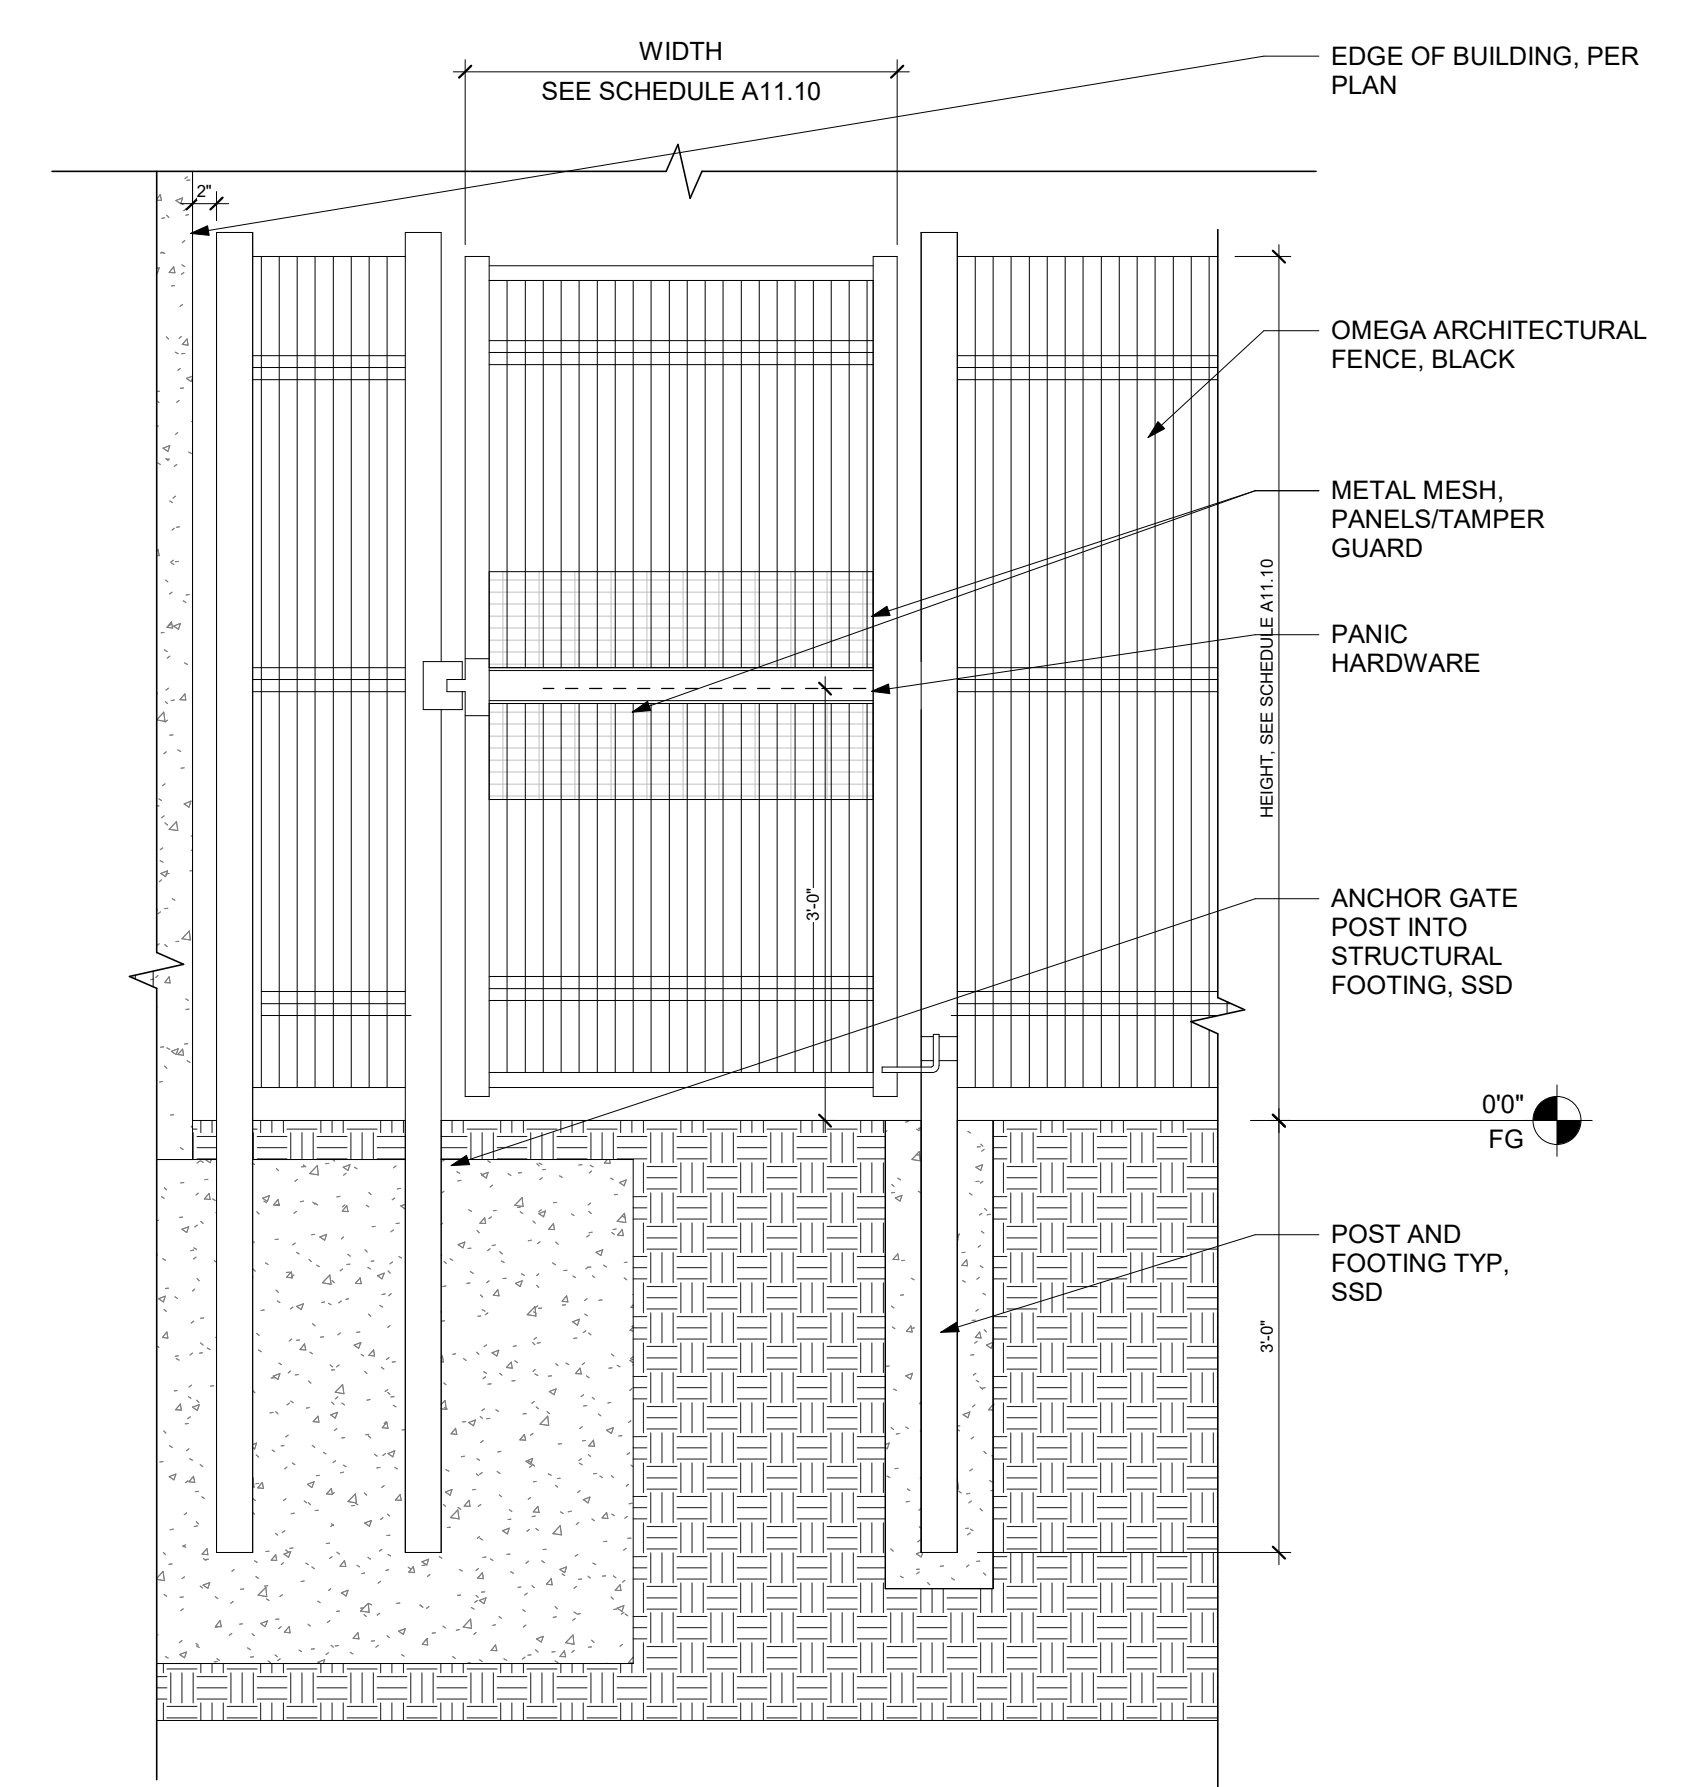 WIDTH
SEE SCHEDULE A11.10
EDGE OF BUILDING, PER
PLAN
2"
OMEGA ARCHITECTURAL
FENCE, BLACK
METAL MESH,
PANELS/TAMPER
GUARD
HEIGHT, SEE SCHEDULE A11.10
PANIC
HARDWARE
3'-0"
ANCHOR GATE
POST INTO
STRUCTURAL
FOOTING, SSD
0'0"
FG
POST AND
FOOTING TYP,
SSD
3'-0"